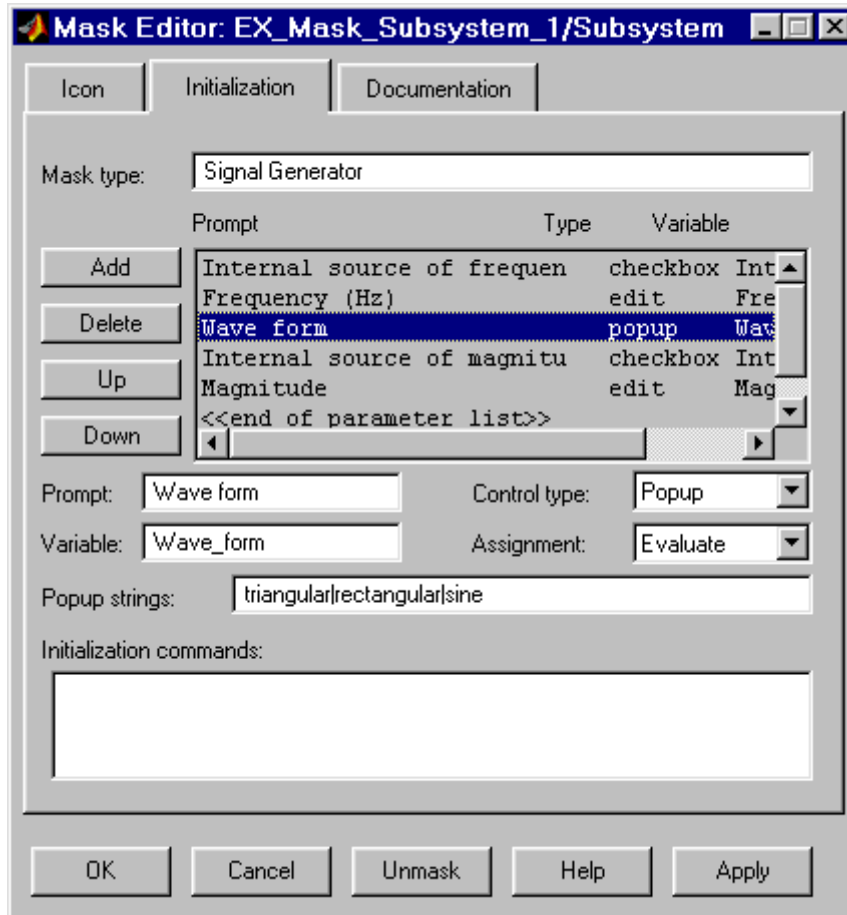 Mask Editor: EX_Mask_Subsystem_1/Subsystem
Icon Initialization Documentation
Mask type: Signal Generator
Prompt Type Variable
Add
Delete
Up
Down
Internal source of frequen checkbox Int
Frequency (Hz) edit Fre
Wave form popup Wav
Internal source of magnitu checkbox Int
Magnitude edit Mag
<<end of parameter list>>
Prompt: Wave form Control type: Popup
Variable: Wave_form Assignment: Evaluate
Popup strings: triangular|rectangular|sine
Initialization commands:
OK Cancel Unmask Help Apply